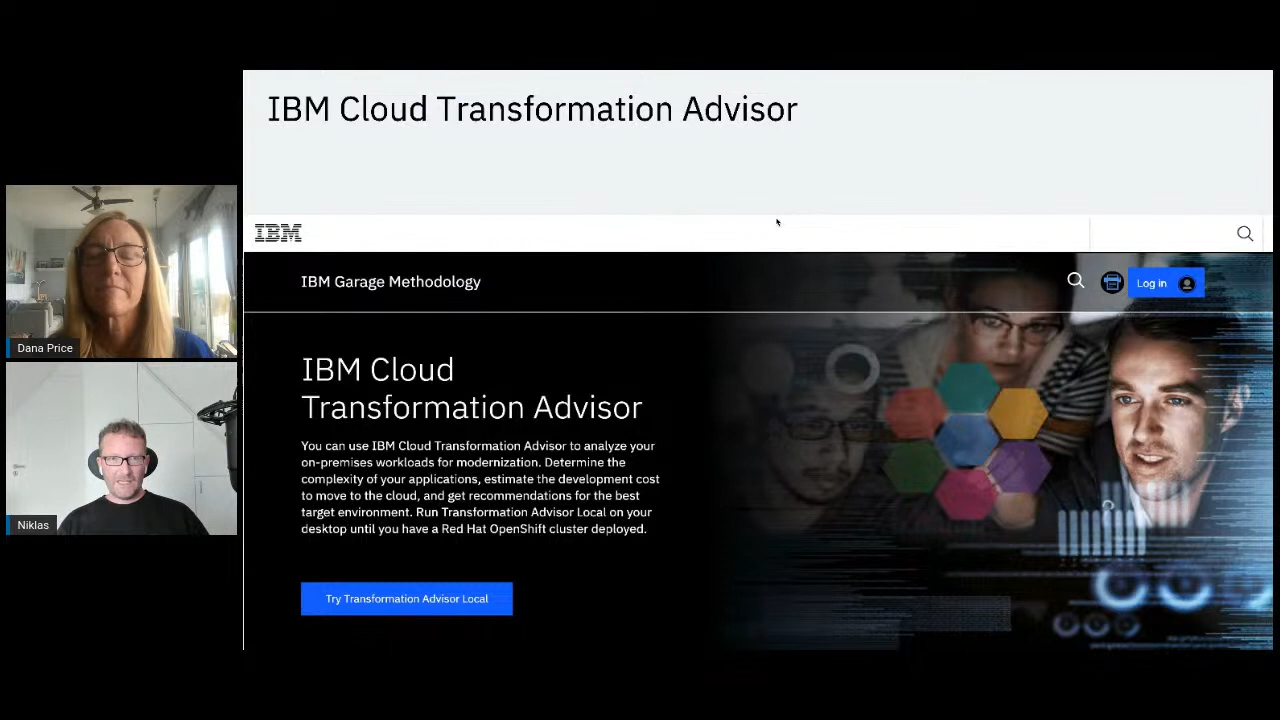 IBM Cloud Transformation Advisor
IBM
IBM Garage Methodology
Log in
IBM Cloud
Transformation Advisor
You can use IBM Cloud Transformation Advisor to analyze your
on-premises workloads for modernization. Determine the
complexity of your applications, estimate the development cost
to move to the cloud, and get recommendations for the best
target environment. Run Transformation Advisor Local on your
desktop until you have a Red Hat OpenShift cluster deployed.
Try Transformation Advisor Local
Dana Price
Niklas